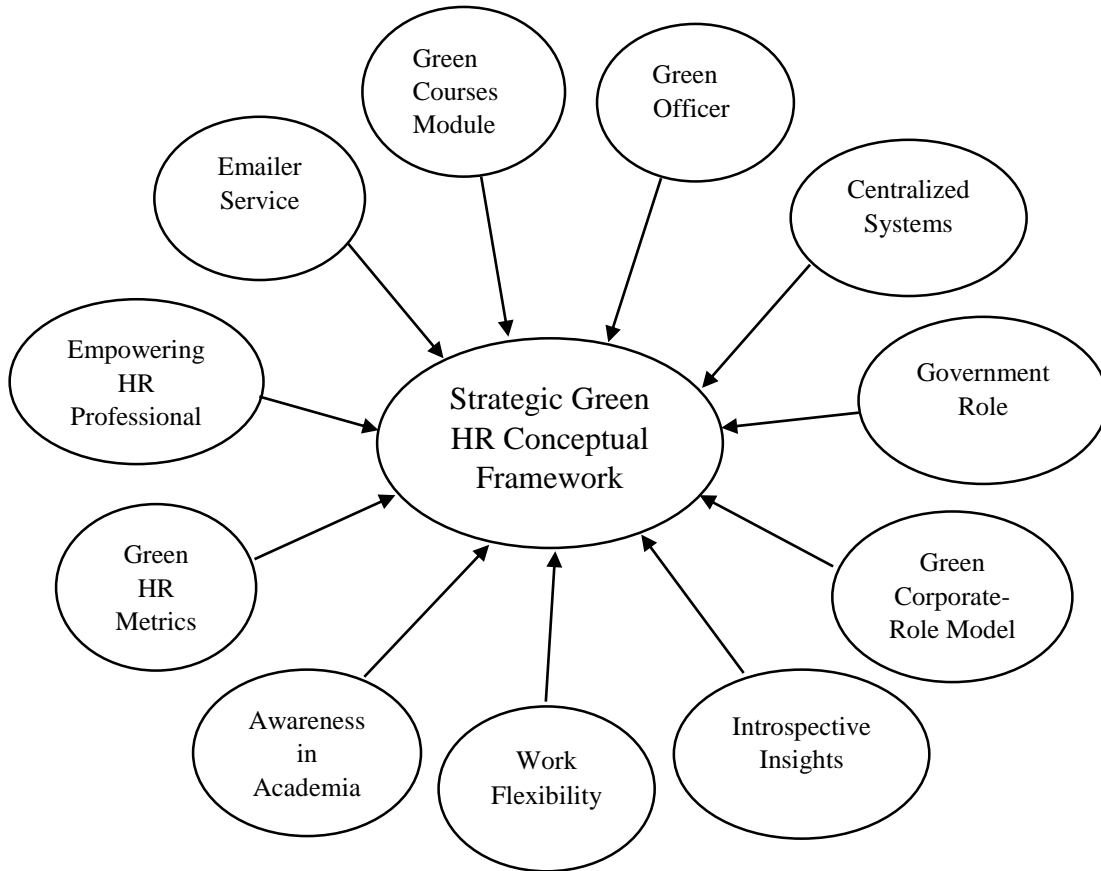 Green
Courses
Module
Green
Officer
Emailer
Service
Centralized
Systems
Empowering
HR
Professional
Strategic Green
HR Conceptual
Framework
Government
Role
Green
HR
Metrics
Green
Corporate-
Role Model
Awareness
in
Academia
Work
Flexibility
Introspective
Insights